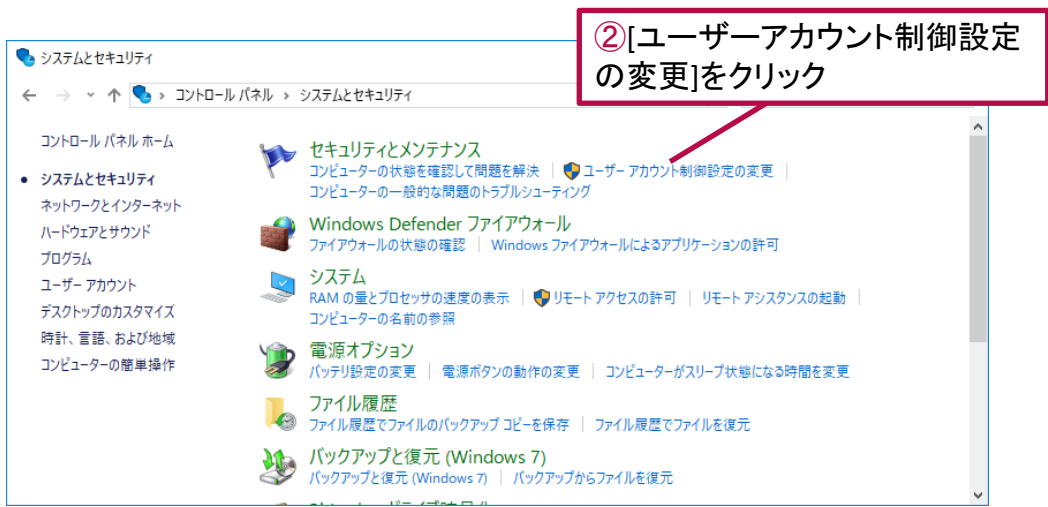 ②[ユーザーアカウント制御設定
の変更]をクリック
システムとセキュリティ
コントロール パネル › システムとセキュリティ
コントロール パネル ホーム
システムとセキュリティ
ネットワークとインターネット
ハードウェアとサウンド
プログラム
ユーザー アカウント
デスクトップのカスタマイズ
時計、言語、および地域
コンピューターの簡単操作
セキュリティとメンテナンス
コンピューターの状態を確認して問題を解決 ユーザー アカウント制御設定の変更
コンピューターの一般的な問題のトラブルシューティング
Windows Defender ファイアウォール
ファイアウォールの状態の確認 Windows ファイアウォールによるアプリケーションの許可
システム
RAM の量とプロセッサの速度の表示 リモート アクセスの許可 リモート アシスタンスの起動
コンピューターの名前の参照
電源オプション
バッテリ設定の変更 電源ボタンの動作の変更 コンピューターがスリープ状態になる時間を変更
ファイル履歴
ファイル履歴でファイルのバックアップ コピーを保存 ファイル履歴でファイルを復元
バックアップと復元 (Windows 7)
バックアップと復元 (Windows 7) バックアップからファイルを復元